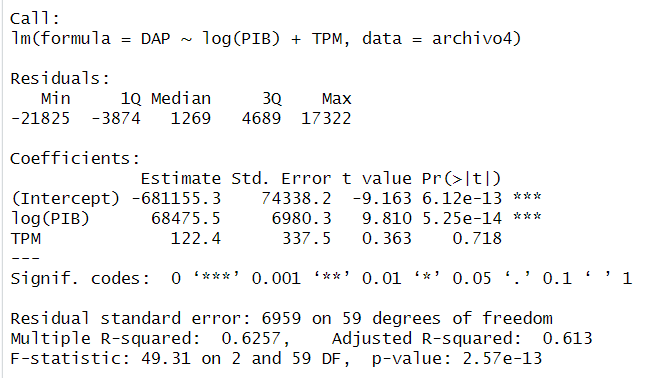 Call:
lm(formula = DAP ~ log(PIB) + TPM, data = archivo4)
Residuals:
Min 1Q Median 3Q Max
-21825 -3874 1269 4689 17322
Coefficients:
Estimate Std. Error t value Pr(>|t|)
(Intercept) -681155.3 74338.2 -9.163 6.12e-13 ***
log(PIB) 68475.5 6980.3 9.810 5.25e-14 ***
TPM 122.4 337.5 0.363 0.718
---
Signif. codes: 0 ‘***’ 0.001 ‘**’ 0.01 ‘*’ 0.05 ‘.’ 0.1 ‘ ’ 1
Residual standard error: 6959 on 59 degrees of freedom
Multiple R-squared: 0.6257, Adjusted R-squared: 0.613
F-statistic: 49.31 on 2 and 59 DF, p-value: 2.57e-13